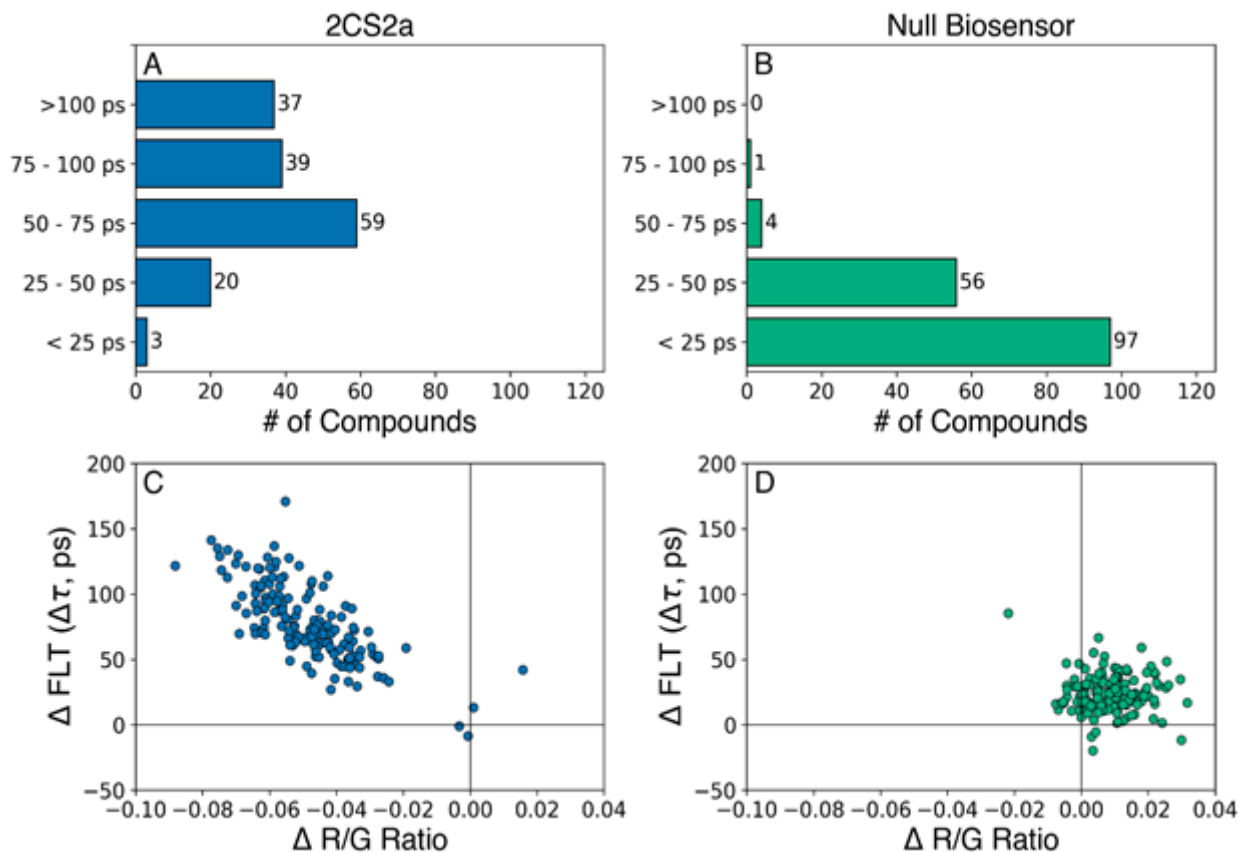 2CS2a
A
>100 ps
37
75 - 100 ps
39
50 - 75 ps
59
25 - 50 ps
20
< 25 ps
3
0 20 40 60 80 100 120
# of Compounds
Null Biosensor
B
>100 ps
0
75 - 100 ps
1
50 - 75 ps
4
25 - 50 ps
56
< 25 ps
97
0 20 40 60 80 100 120
# of Compounds
C
Δ FLT (Δτ, ps)
200
150
100
50
0
−50
−0.10 −0.08 −0.06 −0.04 −0.02 0.00 0.02 0.04
Δ R/G Ratio
D
Δ FLT (Δτ, ps)
200
150
100
50
0
−50
−0.10 −0.08 −0.06 −0.04 −0.02 0.00 0.02 0.04
Δ R/G Ratio